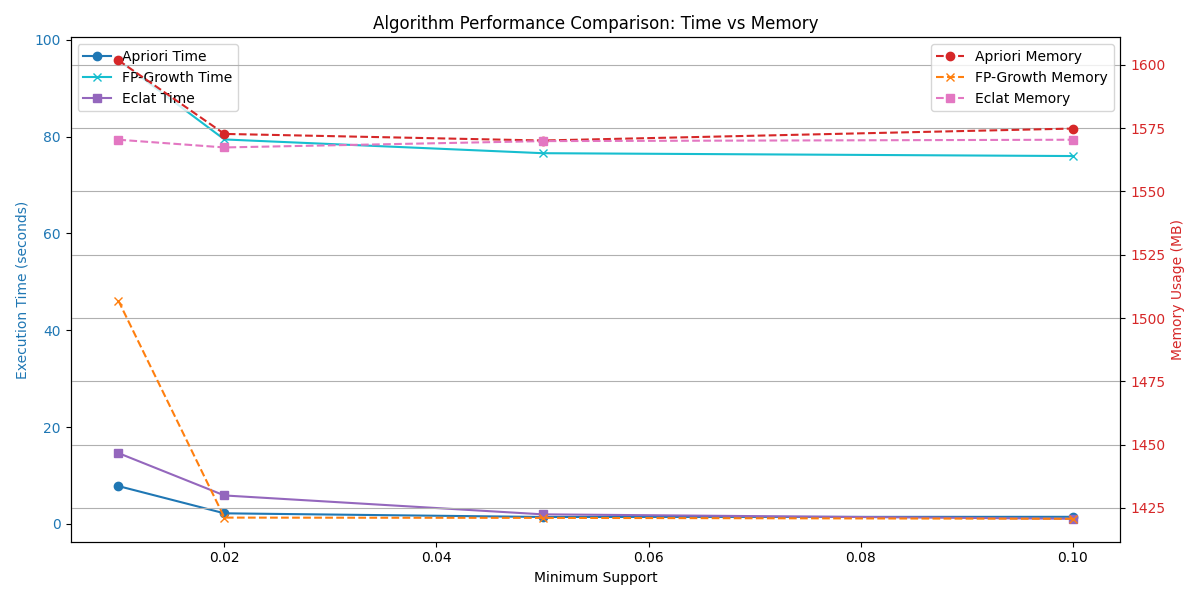 Algorithm Performance Comparison: Time vs Memory
Apriori Time
FP-Growth Time
Eclat Time
Apriori Memory
FP-Growth Memory
Eclat Memory
Execution Time (seconds)
100
80
60
40
20
0
Memory Usage (MB)
1600
1575
1550
1525
1500
1475
1450
1425
0.02
0.04
0.06
0.08
0.10
Minimum Support